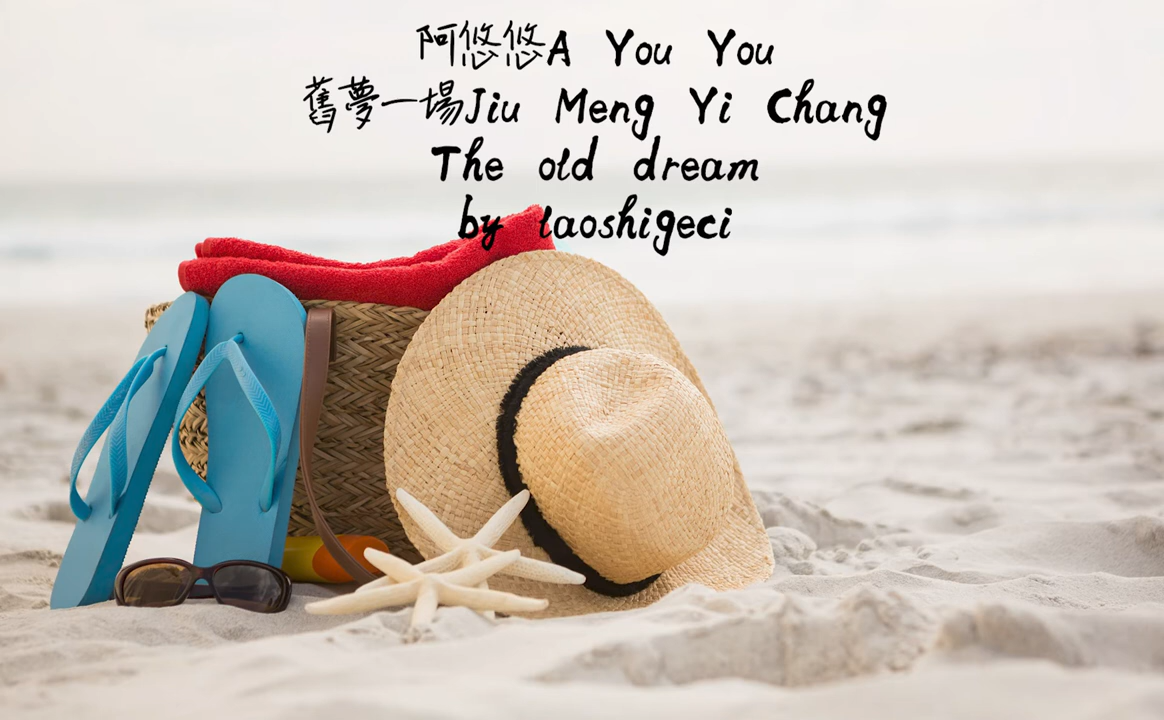 阿悠悠A You You
舊夢一場Jiu Meng Yi Chang
The old dream
by laoshigeci